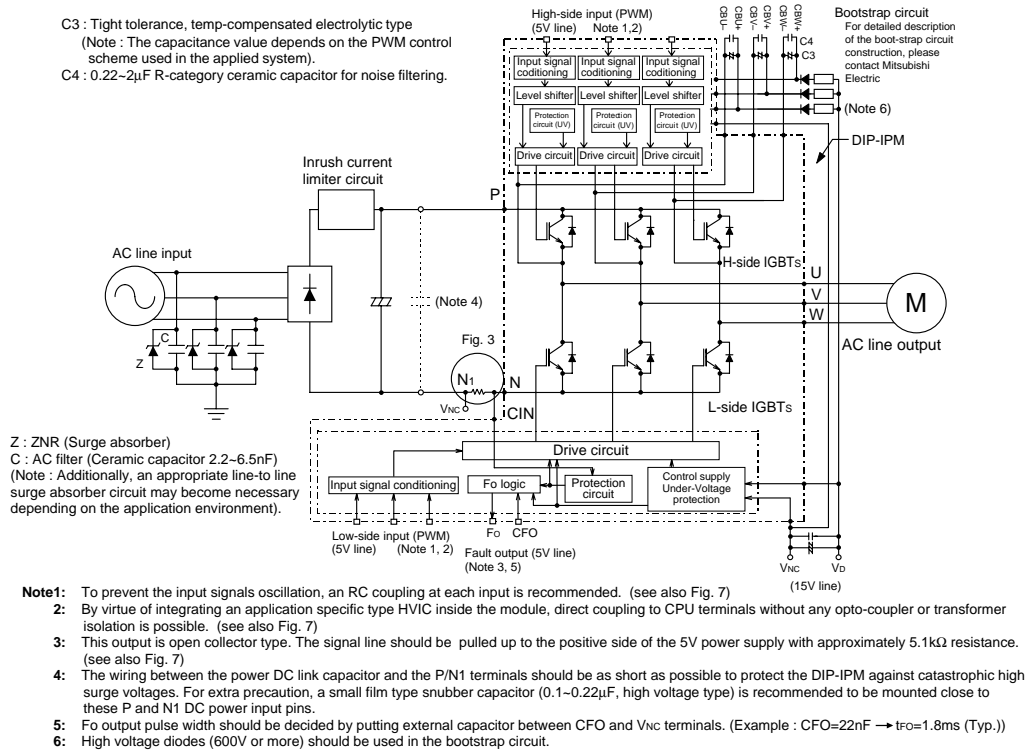 C3 : Tight tolerance, temp-compensated electrolytic type
(Note : The capacitance value depends on the PWM control
scheme used in the applied system).
C4 : 0.22~2µF R-category ceramic capacitor for noise filtering.
High-side input (PWM)
(5V line) Note 1,2)
CBU–
CBU+
CBV–
CBV+
CBW–
CBW+
C4
C3
Bootstrap circuit
For detailed description
of the boot-strap circuit
construction, please
contact Mitsubishi
Electric
(Note 6)
DIP-IPM
Input signal coditioning
Input signal coditioning
Input signal conditioning
Level shifter
Level shifter
Level shifter
Protection circuit (UV)
Protection circuit (UV)
Protection circuit (UV)
Drive circuit
Drive circuit
Drive circuit
Inrush current
limiter circuit
P
AC line input
H-side IGBTs
U
V
W
M
AC line output
(Note 4)
C
Z
Fig. 3
N1
N
VNC
CIN
L-side IGBTs
Z : ZNR (Surge absorber)
C : AC filter (Ceramic capacitor 2.2~6.5nF)
(Note : Additionally, an appropriate line-to line
surge absorber circuit may become necessary
depending on the application environment).
Drive circuit
Input signal conditioning
Fo logic
Protection
circuit
Control supply
Under-Voltage
protection
Low-side input (PWM)
(5V line) (Note 1, 2)
FO CFO
Fault output (5V line)
(Note 3, 5)
VNC VD
(15V line)
Note1: To prevent the input signals oscillation, an RC coupling at each input is recommended. (see also Fig. 7)
2: By virtue of integrating an application specific type HVIC inside the module, direct coupling to CPU terminals without any opto-coupler or transformer
isolation is possible. (see also Fig. 7)
3: This output is open collector type. The signal line should be pulled up to the positive side of the 5V power supply with approximately 5.1kΩ resistance.
(see also Fig. 7)
4: The wiring between the power DC link capacitor and the P/N1 terminals should be as short as possible to protect the DIP-IPM against catastrophic high
surge voltages. For extra precaution, a small film type snubber capacitor (0.1~0.22µF, high voltage type) is recommended to be mounted close to
these P and N1 DC power input pins.
5: Fo output pulse width should be decided by putting external capacitor between CFO and VNC terminals. (Example : CFO=22nF → tFO=1.8ms (Typ.))
6: High voltage diodes (600V or more) should be used in the bootstrap circuit.